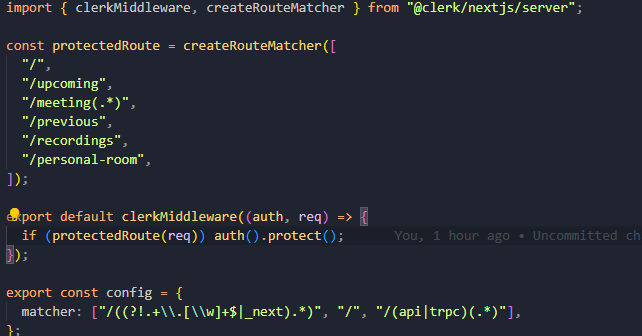 import { clerkMiddleware, createRouteMatcher } from "@clerk/nextjs/server";
const protectedRoute = createRouteMatcher([
"/",
"/upcoming",
"/meeting(.*)",
"/previous",
"/recordings",
"/personal-room",
]);
export default clerkMiddleware((auth, req) => {
if (protectedRoute(req)) auth().protect(); You, 1 hour ago • Uncommitted ch
});
export const config = {
matcher: ["/((?!.+\\.[\\w]+$|_next).*)", "/", "/(api|trpc)(.*)"],
};